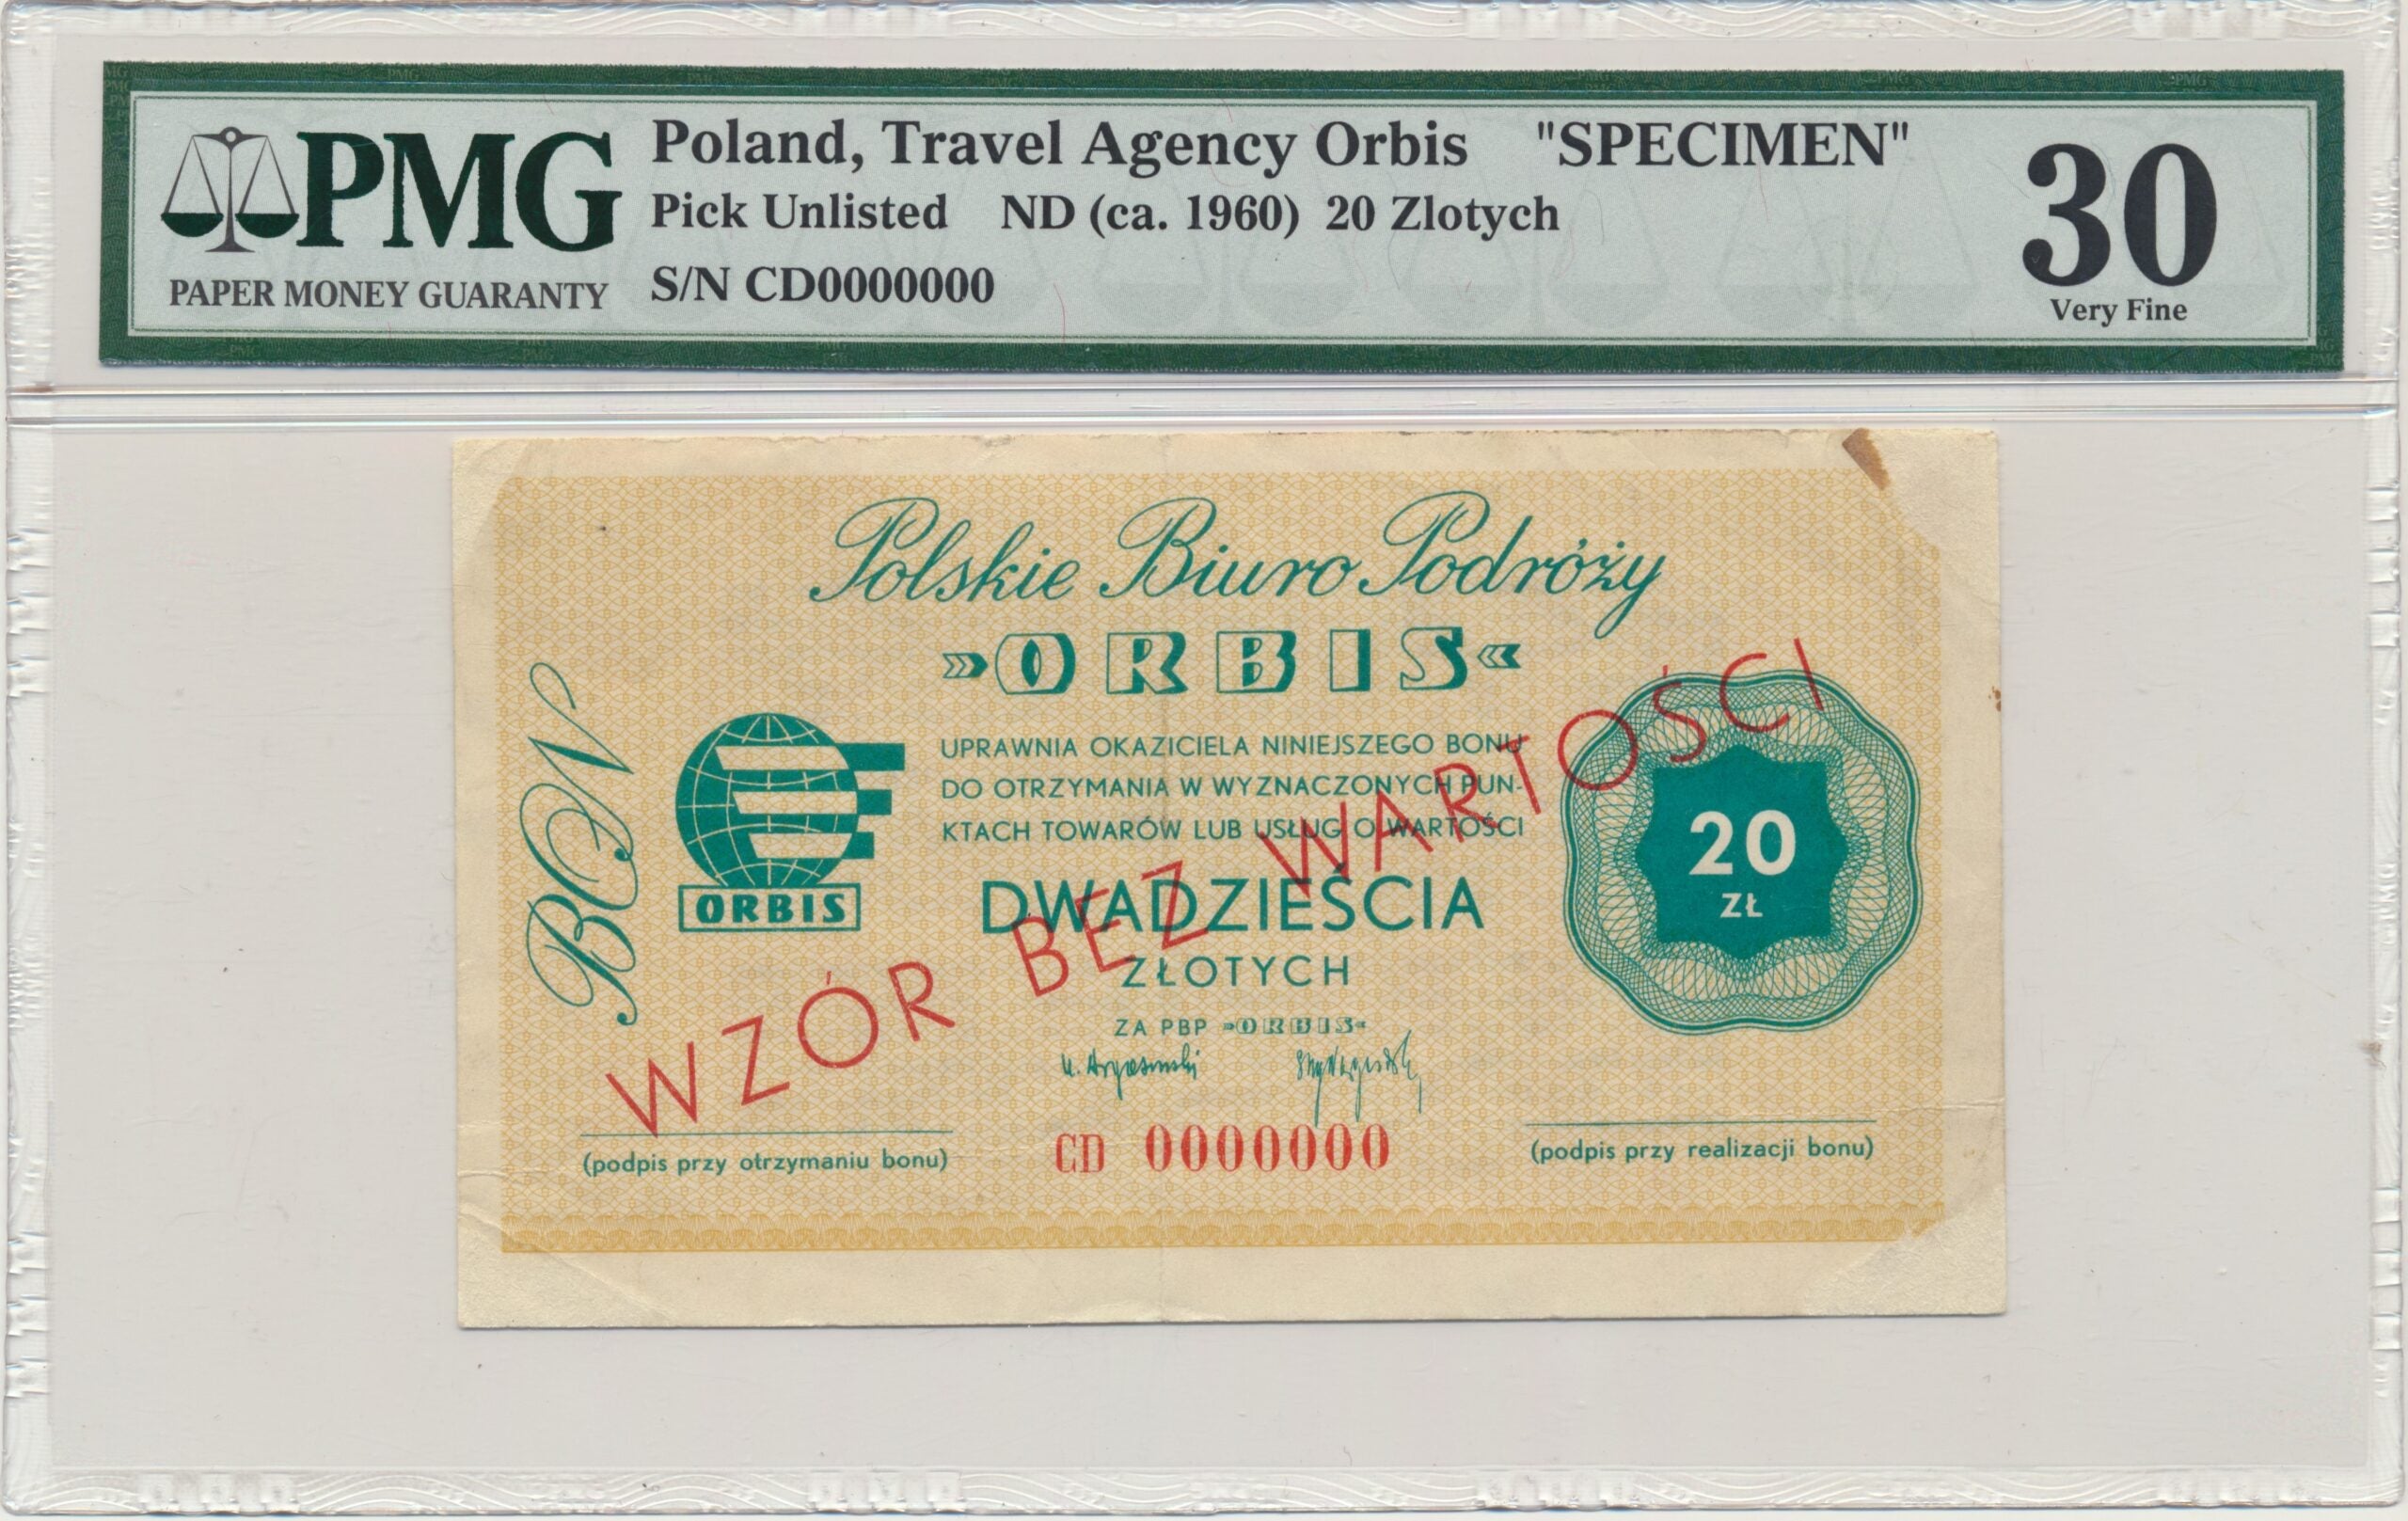 PMG
PAPER MONEY GUARANTY
Poland, Travel Agency Orbis "SPECIMEN"
Pick Unlisted ND (ca. 1960) 20 Zlotych
S/N CD0000000
30
Very Fine
Polskie Biuro Podróży
»ORBIS«
BON
ORBIS
UPRAWNIA OKAZICIELA NINIEJSZEGO BONU
DO OTRZYMANIA W WYZNACZONYCH PUN-
KTACH TOWARÓW LUB USŁUG O WARTOŚCI
DWADZIEŚCIA
ZŁOTYCH
20
ZŁ
WZÓR BEZ WARTOŚCI
ZA PBP »ORBIS«
(podpis przy otrzymaniu bonu)
CD 0000000
(podpis przy realizacji bonu)